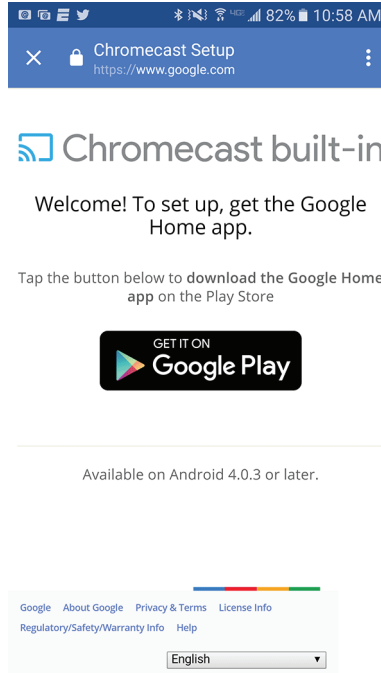 82% 10:58 AM
Chromecast Setup
https://www.google.com
Chromecast built-in
Welcome! To set up, get the Google
Home app.
Tap the button below to download the Google Home
app on the Play Store
GET IT ON
Google Play
Available on Android 4.0.3 or later.
Google About Google Privacy & Terms License Info
Regulatory/Safety/Warranty Info Help
English